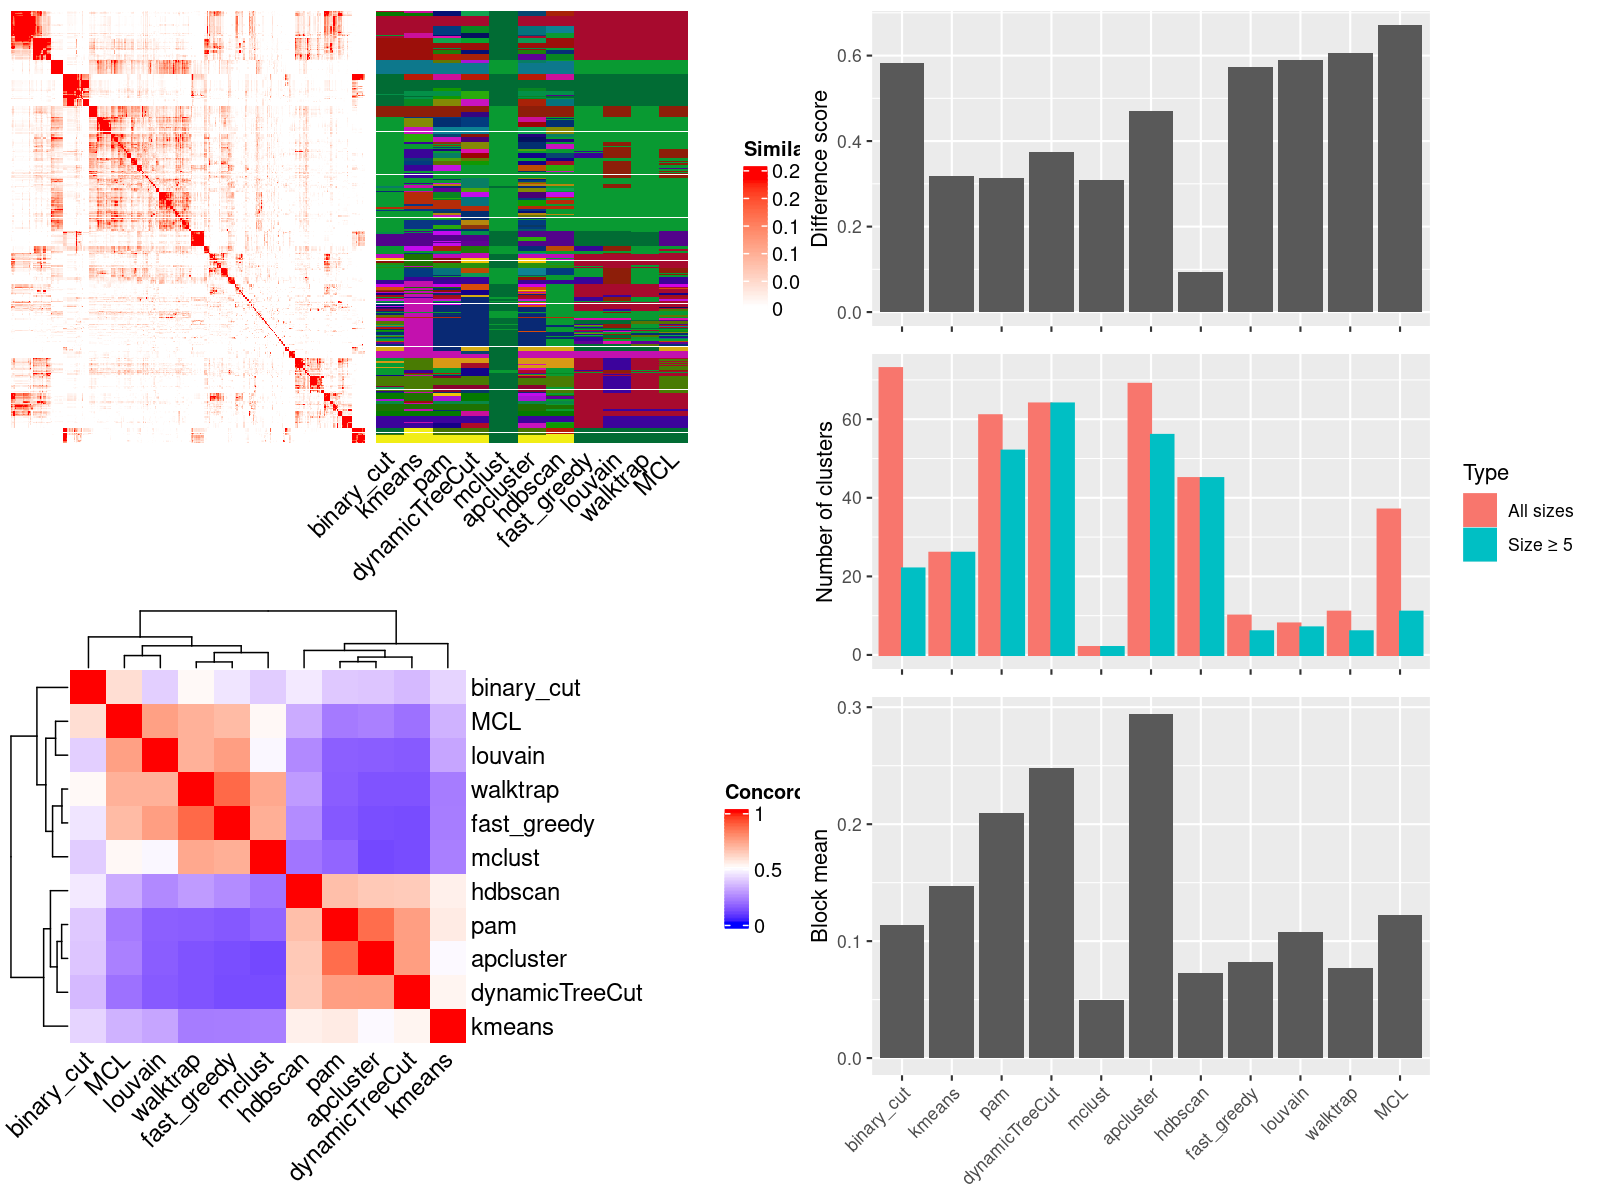 Simila
0.2
0.2
0.1
0.1
0.0
0
binary_cut
kmeans
pam
dynamicTreeCut
mclust
apcluster
hdbscan
fast_greedy
louvain
walktrap
MCL
binary_cut
MCL
louvain
walktrap
fast_greedy
mclust
hdbscan
pam
apcluster
dynamicTreeCut
kmeans
binary_cut
MCL
louvain
walktrap
fast_greedy
mclust
hdbscan
pam
apcluster
dynamicTreeCut
kmeans
Concord
1
0.5
0
Difference score
0.6
0.4
0.2
0.0
Number of clusters
60
40
20
0
Type
All sizes
Size ≥ 5
Block mean
0.3
0.2
0.1
0.0
binary_cut
kmeans
pam
dynamicTreeCut
mclust
apcluster
hdbscan
fast_greedy
louvain
walktrap
MCL